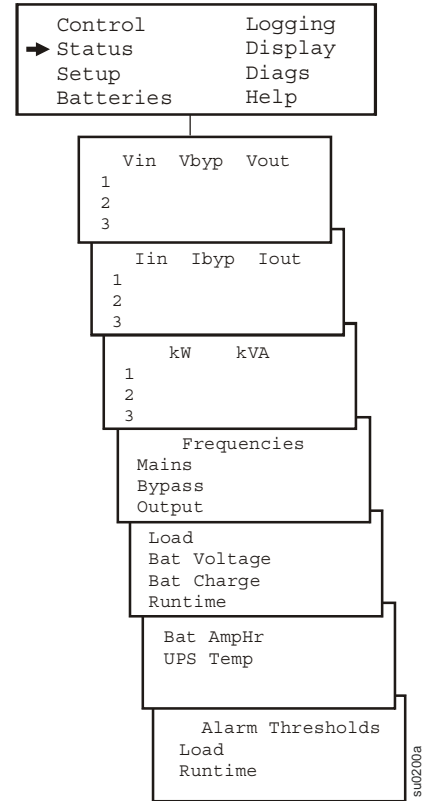 Control Logging
Status Display
Setup Diags
Batteries Help
Vin Vbyp Vout
1
2
3
Iin Ibyp Iout
1
2
3
kW kVA
1
2
3
Frequencies
Mains
Bypass
Output
Load
Bat Voltage
Bat Charge
Runtime
Bat AmpHr
UPS Temp
Alarm Thresholds
Load
Runtime
su0200a